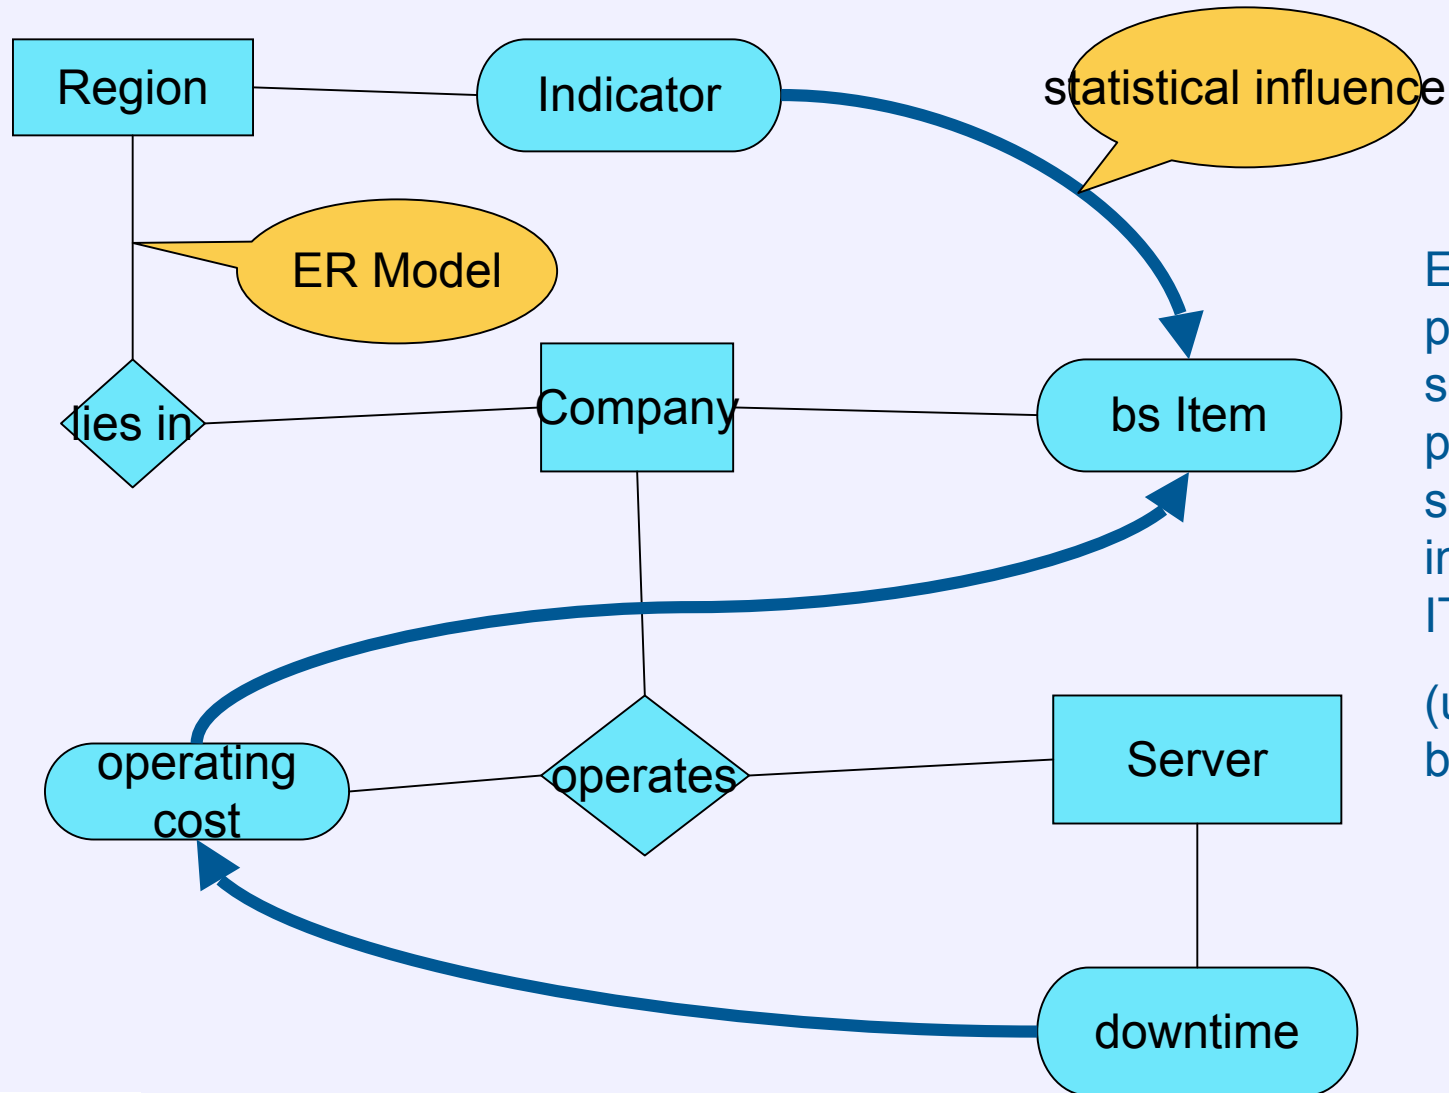 Region
Indicator
statistical influence
ER Model
lies in
Company
bs Item
operating
cost
operates
Server
downtime